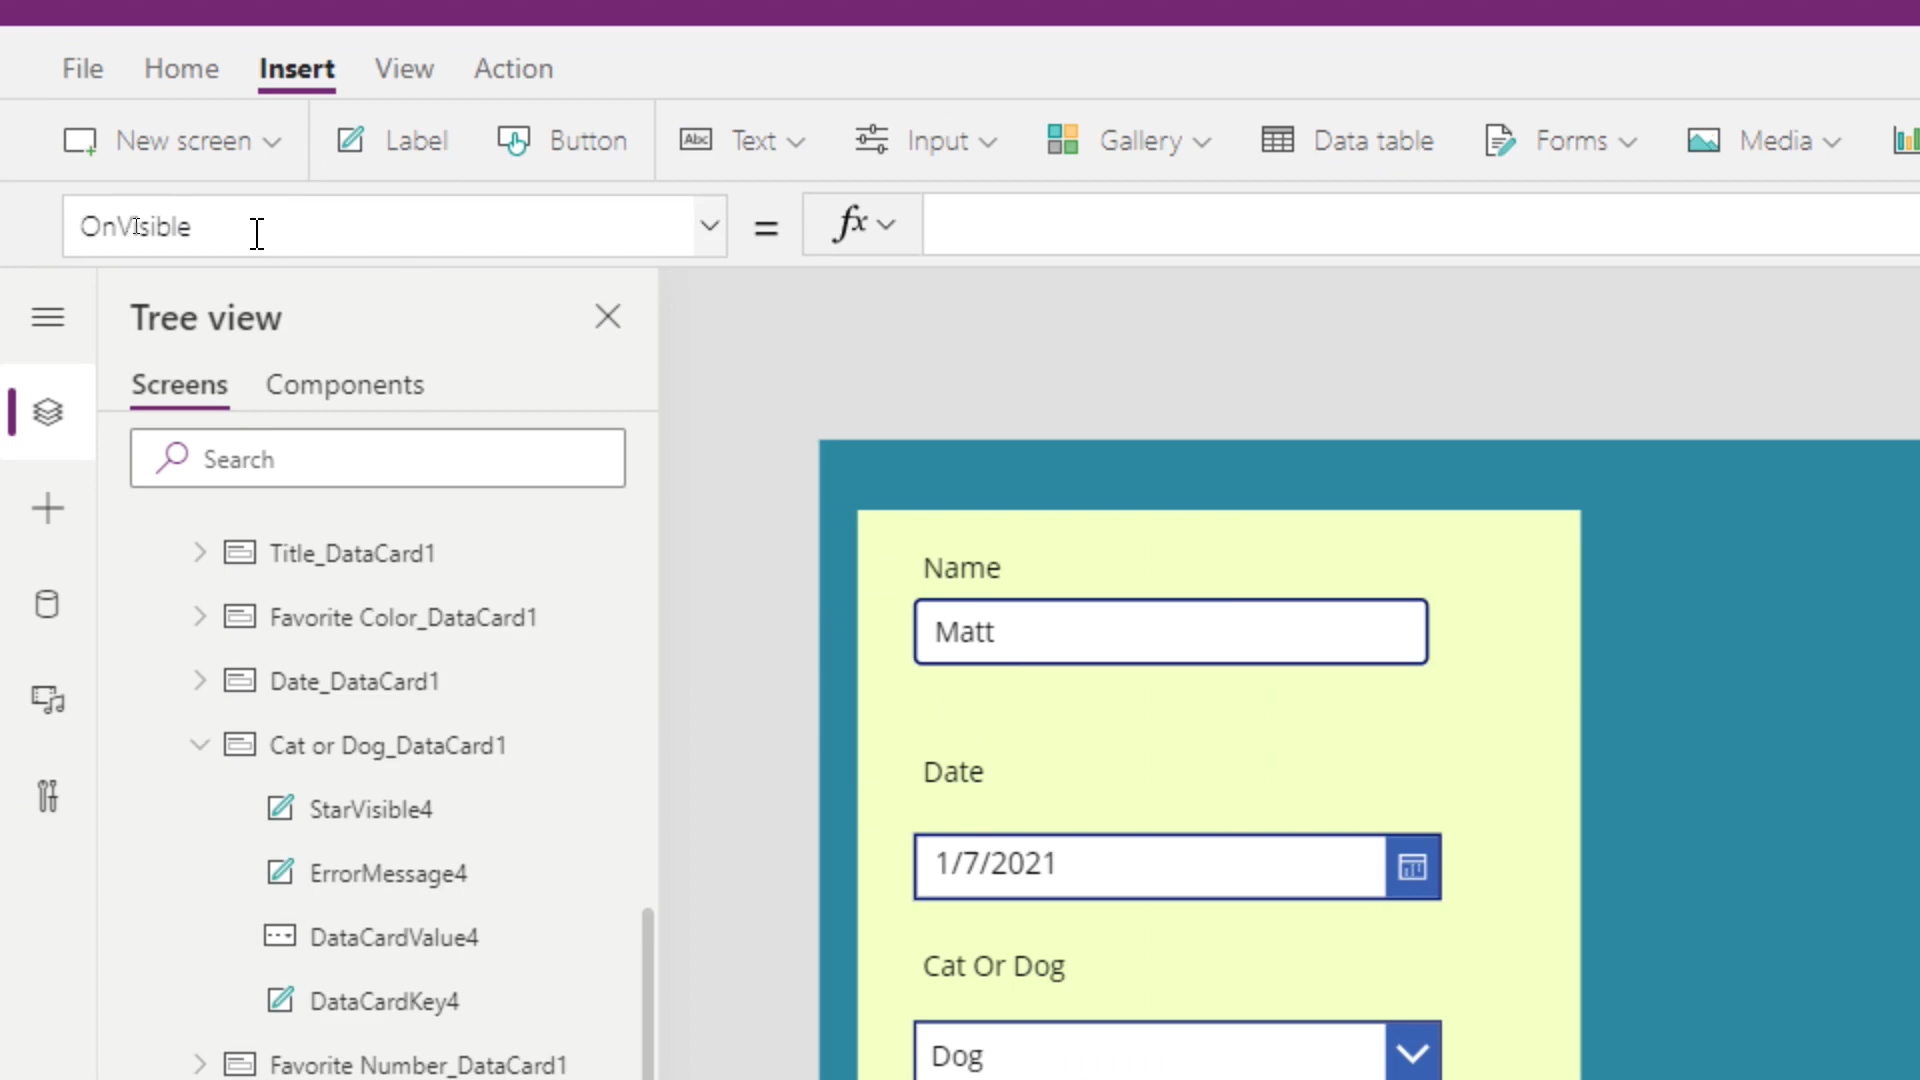 File Home Insert View Action
New screen Label Button Abc Text Input Gallery Data table Forms Media
OnVisible = fx
Tree view
Screens Components
Search
Title_DataCard1
Favorite Color_DataCard1
Date_DataCard1
Cat or Dog_DataCard1
StarVisible4
ErrorMessage4
DataCardValue4
DataCardKey4
Favorite Number_DataCard1
Name
Matt
Date
1/7/2021
Cat Or Dog
Dog